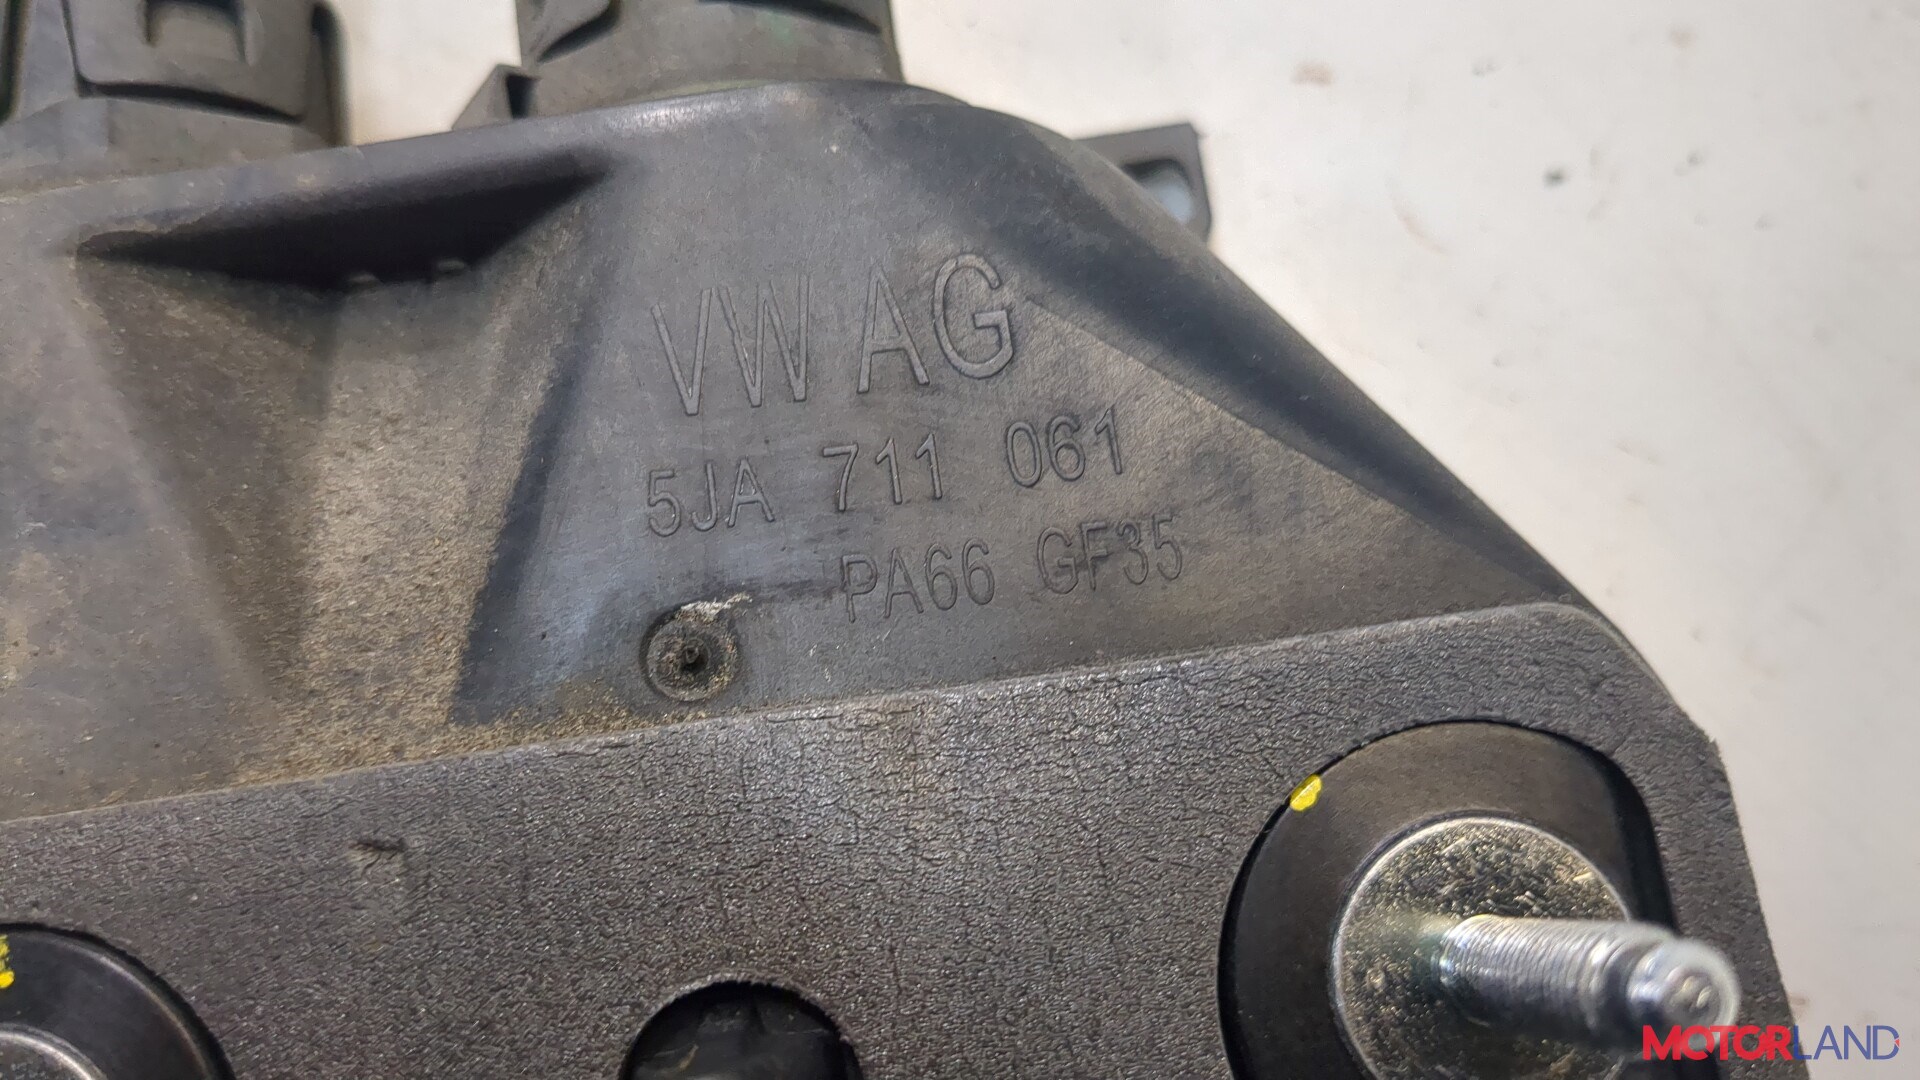 VW AG
5JA 711 061
PA66 GF35
MOTORLAND